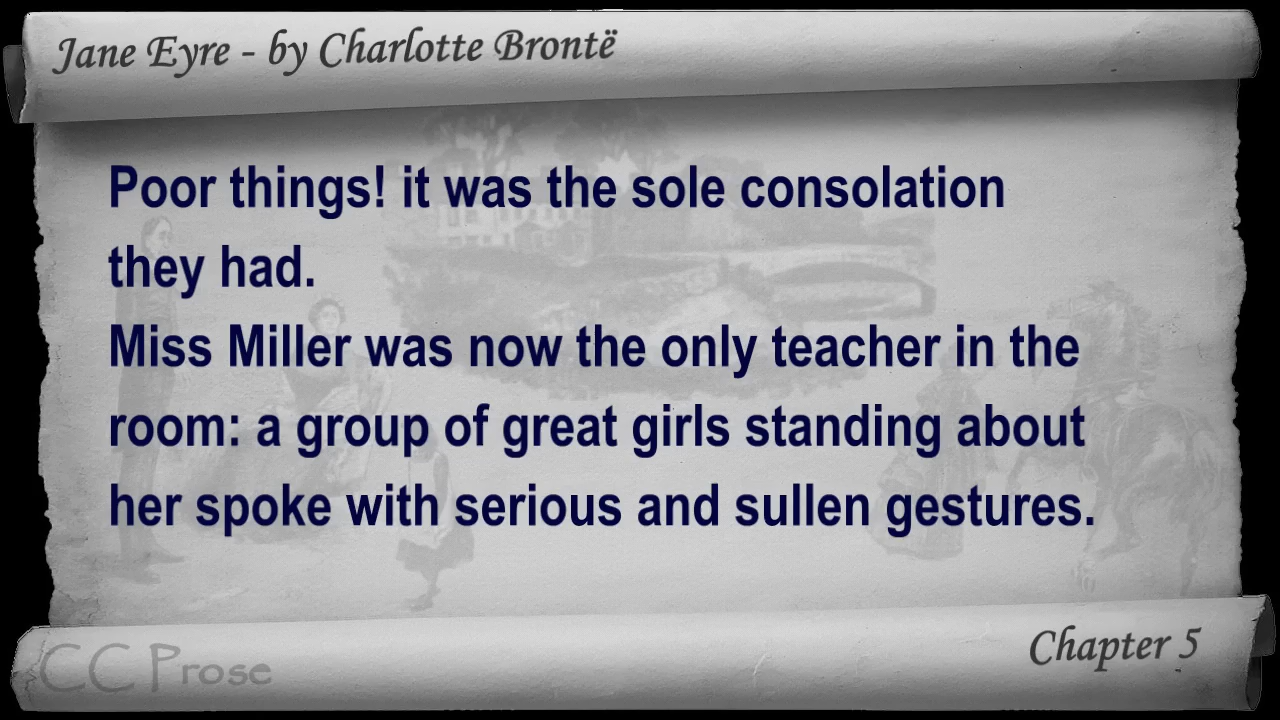 Jane Eyre - by Charlotte Brontë
Poor things! it was the sole consolation
they had.
Miss Miller was now the only teacher in the
room: a group of great girls standing about
her spoke with serious and sullen gestures.
CC Prose
Chapter 5